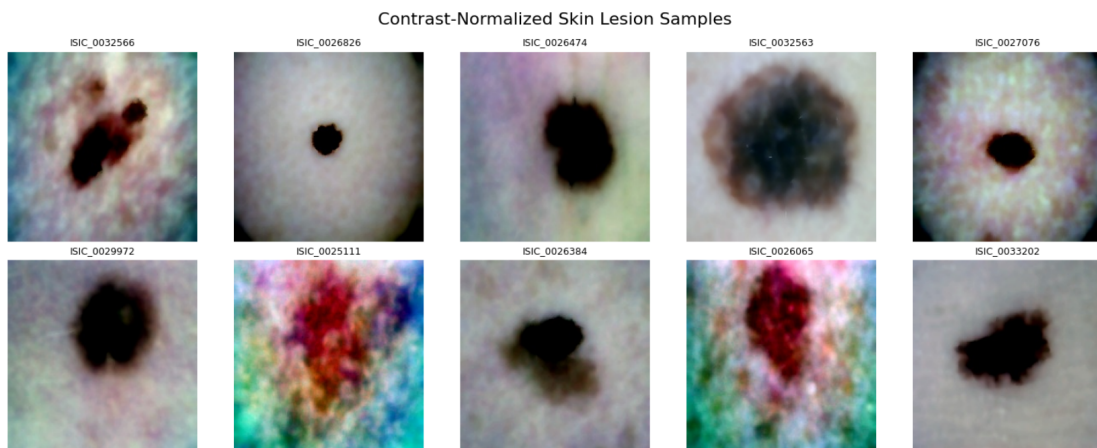 Contrast-Normalized Skin Lesion Samples
ISIC_0032566
ISIC_0026826
ISIC_0026474
ISIC_0032563
ISIC_0027076
ISIC_0029972
ISIC_0025111
ISIC_0026384
ISIC_0026065
ISIC_0033202